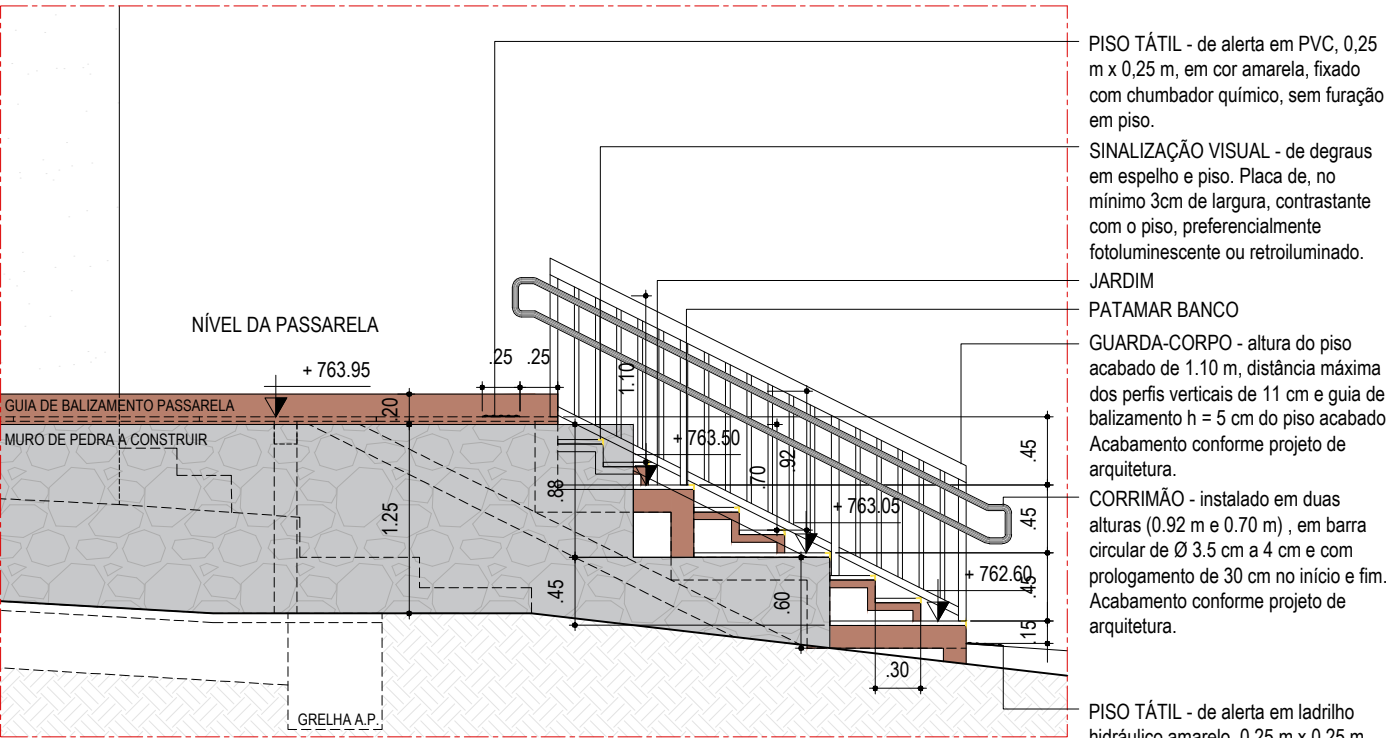 PISO TÁTIL - de alerta em PVC, 0,25
m x 0,25 m, em cor amarela, fixado
com chumbador químico, sem furação
em piso.
SINALIZAÇÃO VISUAL - de degraus
em espelho e piso. Placa de, no
mínimo 3cm de largura, contrastante
com o piso, preferencialmente
fotoluminescente ou retroiluminado.
JARDIM
PATAMAR BANCO
GUARDA-CORPO - altura do piso
acabado de 1.10 m, distância máxima
dos perfis verticais de 11 cm e guia de
balizamento h = 5 cm do piso acabado
Acabamento conforme projeto de
arquitetura.
CORRIMÃO - instalado em duas
alturas (0.92 m e 0.70 m) , em barra
circular de Ø 3.5 cm a 4 cm e com
prologamento de 30 cm no início e fim.
Acabamento conforme projeto de
arquitetura.
PISO TÁTIL - de alerta em ladrilho
hidráulico amarelo, 0,25 m x 0,25 m
NÍVEL DA PASSARELA
+ 763.95
.25 .25
1.10
GUIA DE BALIZAMENTO PASSARELA
.20
MURO DE PEDRA A CONSTRUIR
+ 763.50
.45
.88
.70
.92
1.25
+ 763.05
.45
+ 762.60
.45
.45
.60
.15
.30
GRELHA A.P.